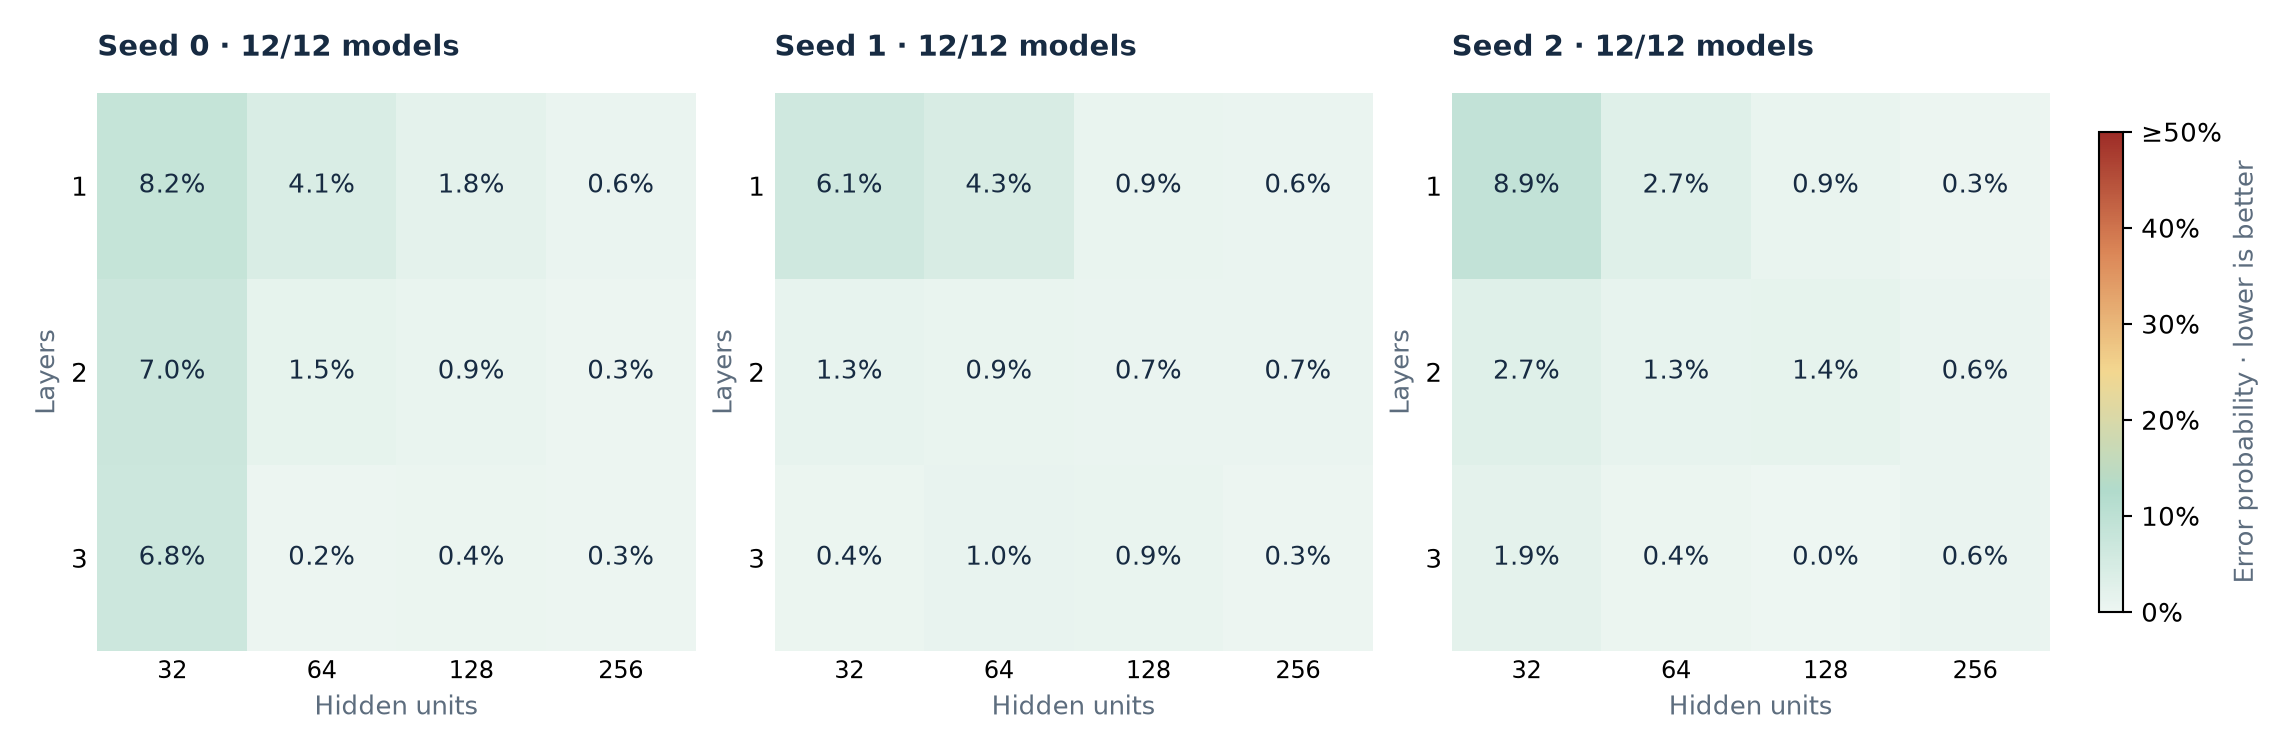 Seed 0 · 12/12 models
Layers
1
8.2% 4.1% 1.8% 0.6%
2
7.0% 1.5% 0.9% 0.3%
3
6.8% 0.2% 0.4% 0.3%
32 64 128 256
Hidden units
Seed 1 · 12/12 models
Layers
1
6.1% 4.3% 0.9% 0.6%
2
1.3% 0.9% 0.7% 0.7%
3
0.4% 1.0% 0.9% 0.3%
32 64 128 256
Hidden units
Seed 2 · 12/12 models
Layers
1
8.9% 2.7% 0.9% 0.3%
2
2.7% 1.3% 1.4% 0.6%
3
1.9% 0.4% 0.0% 0.6%
32 64 128 256
Hidden units
≥50%
40%
30%
20%
10%
0%
Error probability · lower is better